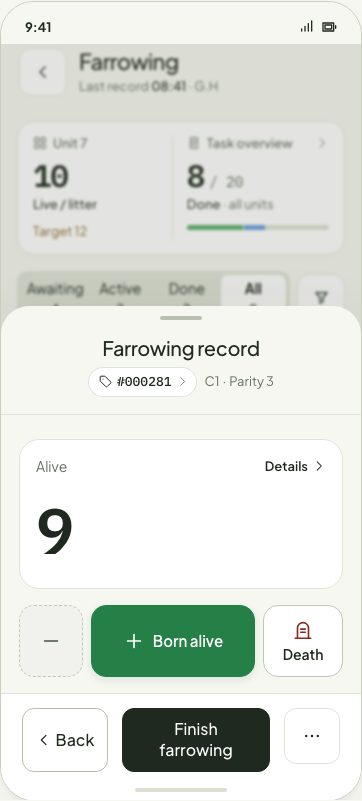 9:41
Farrowing
Last record 08:41 · G.H
Unit 7
Task overview
10
8 / 20
Live / litter
Done · all units
Target 12
Awaiting
Active
Done
All
Farrowing record
#000281
C1 · Parity 3
Alive
Details
9
Born alive
Death
Back
Finish
farrowing